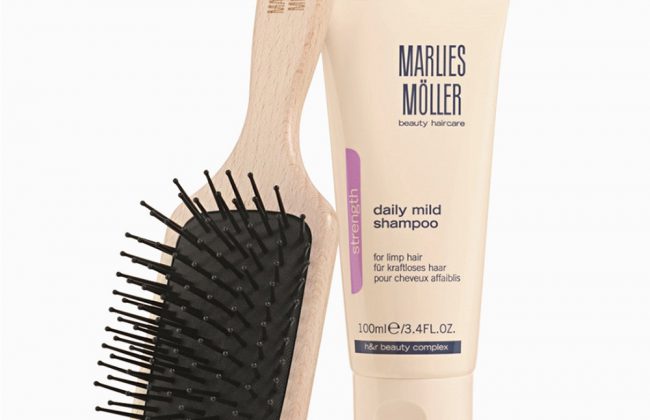 MARLIES
MÖLLER
beauty haircare
strength
daily mild
shampoo
for limp hair
für kraftloses haar
pour cheveux affaiblis
100ml℮/3.4FL.OZ.
h&r beauty complex